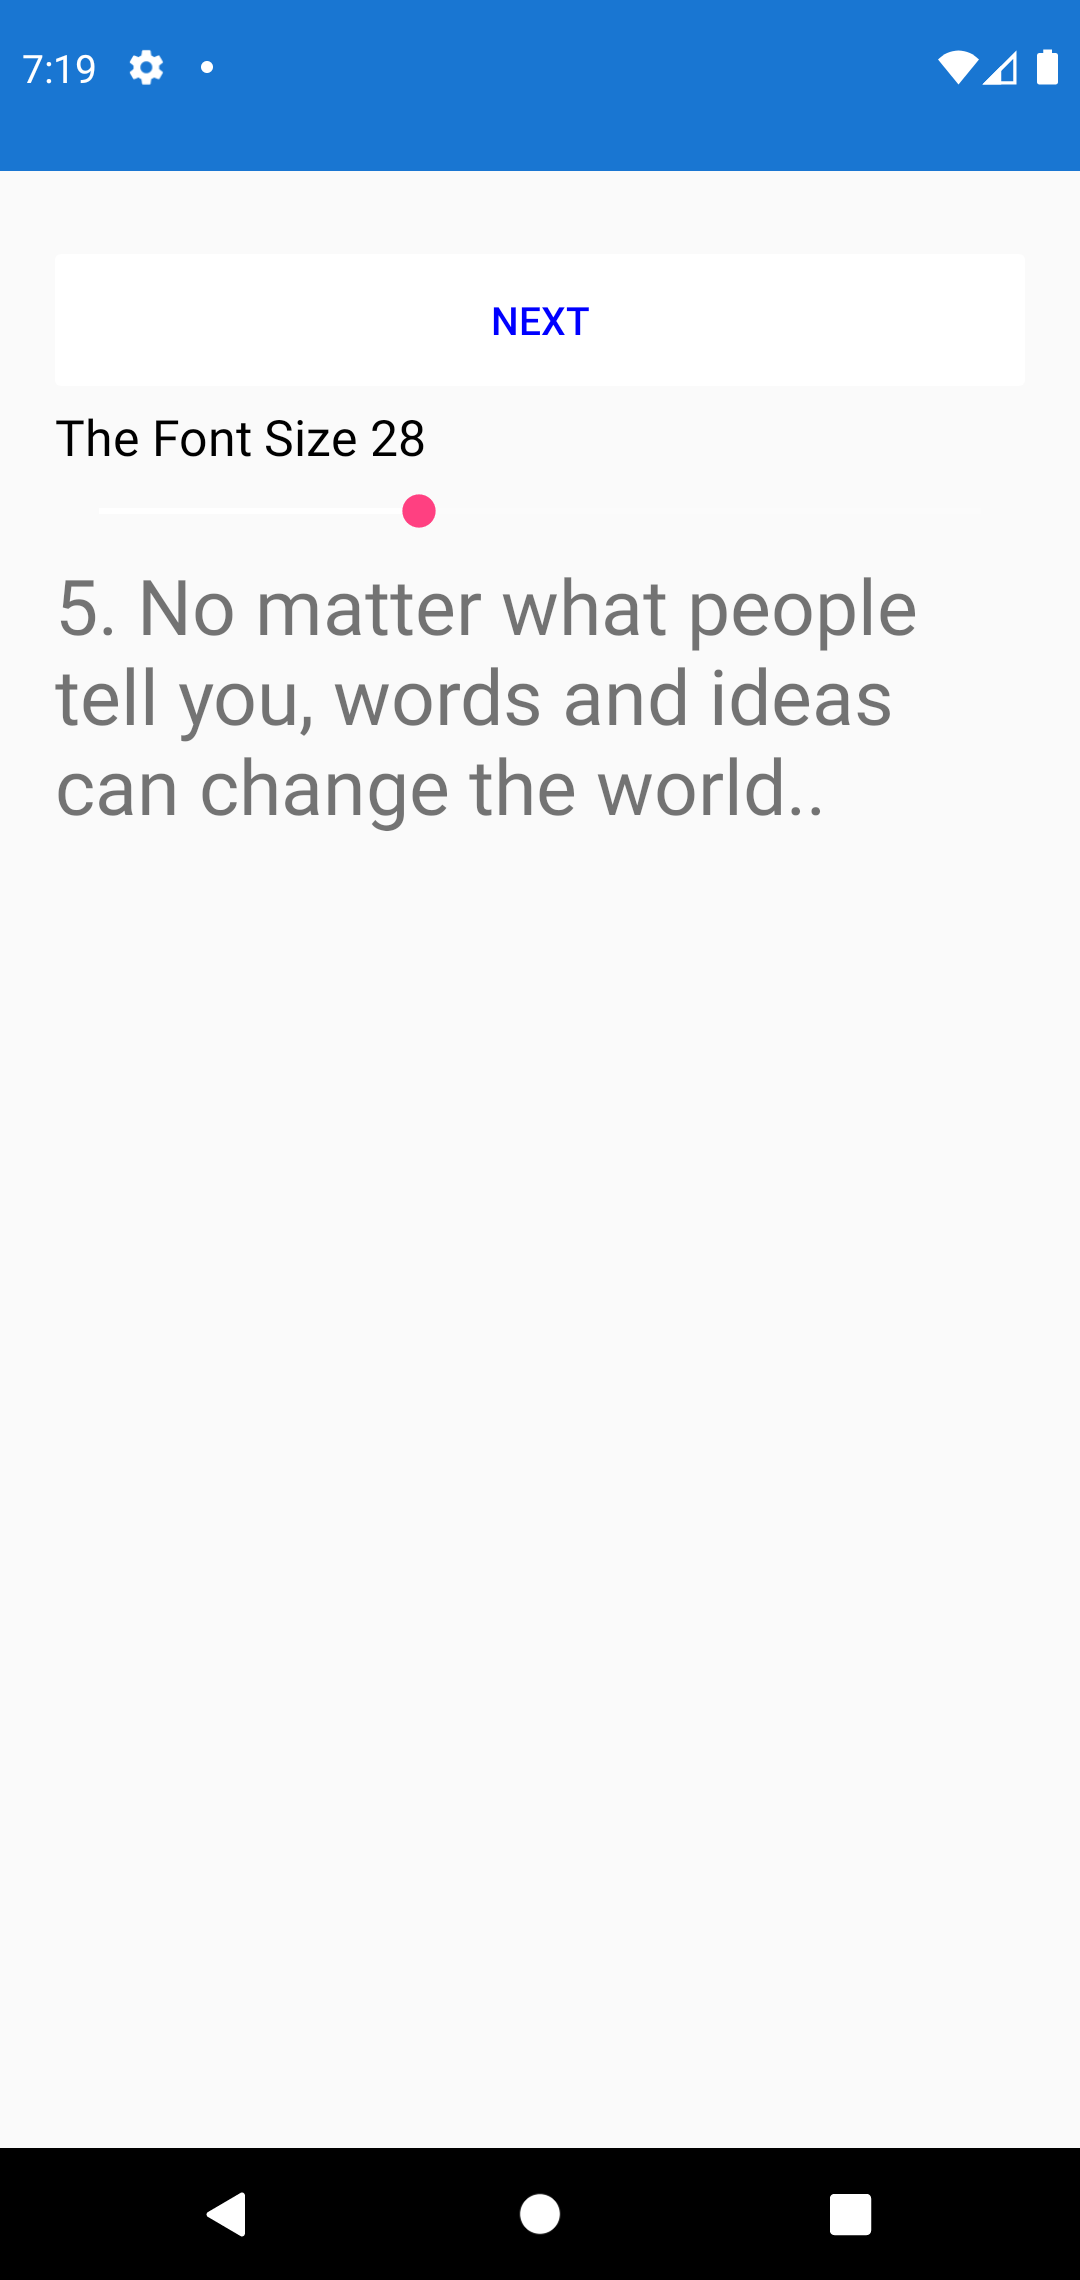 7:19
NEXT
The Font Size 28
5. No matter what people
tell you, words and ideas
can change the world..